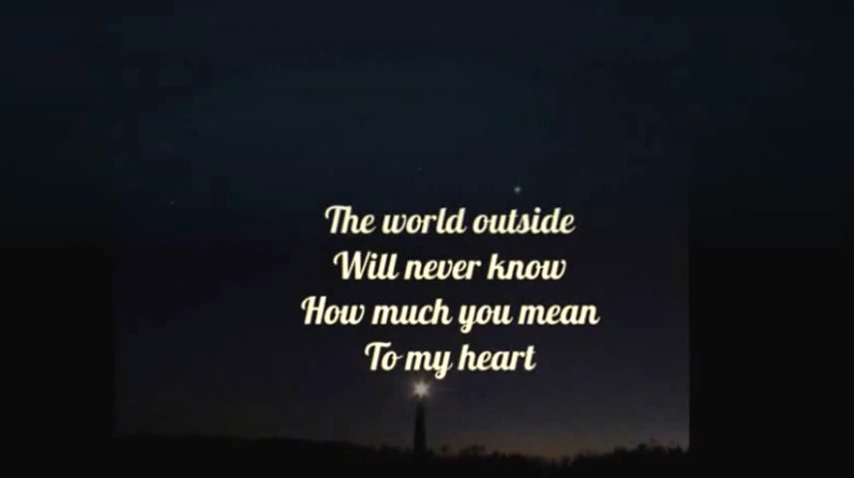 The world outside
Will never know
How much you mean
To my heart